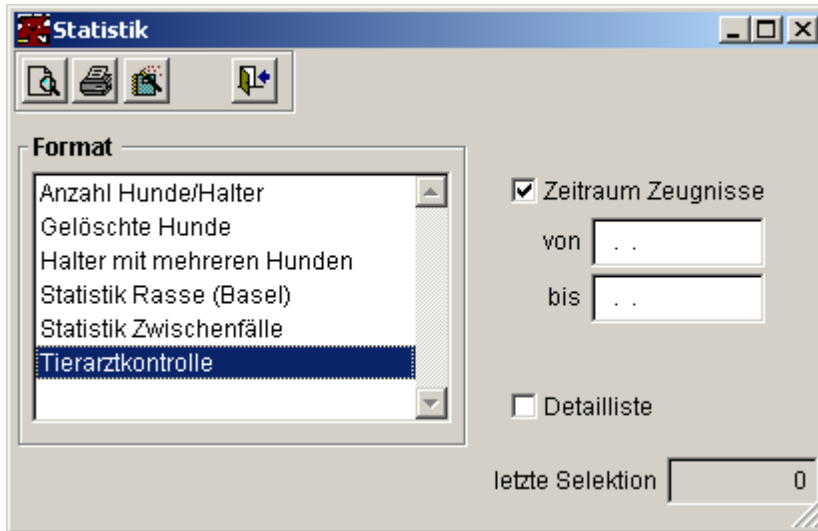 Statistik
Format
Anzahl Hunde/Halter
Gelöschte Hunde
Halter mit mehreren Hunden
Statistik Rasse (Basel)
Statistik Zwischenfälle
Tierarztkontrolle
Zeitraum Zeugnisse
von . .
bis . .
Detailliste
letzte Selektion 0